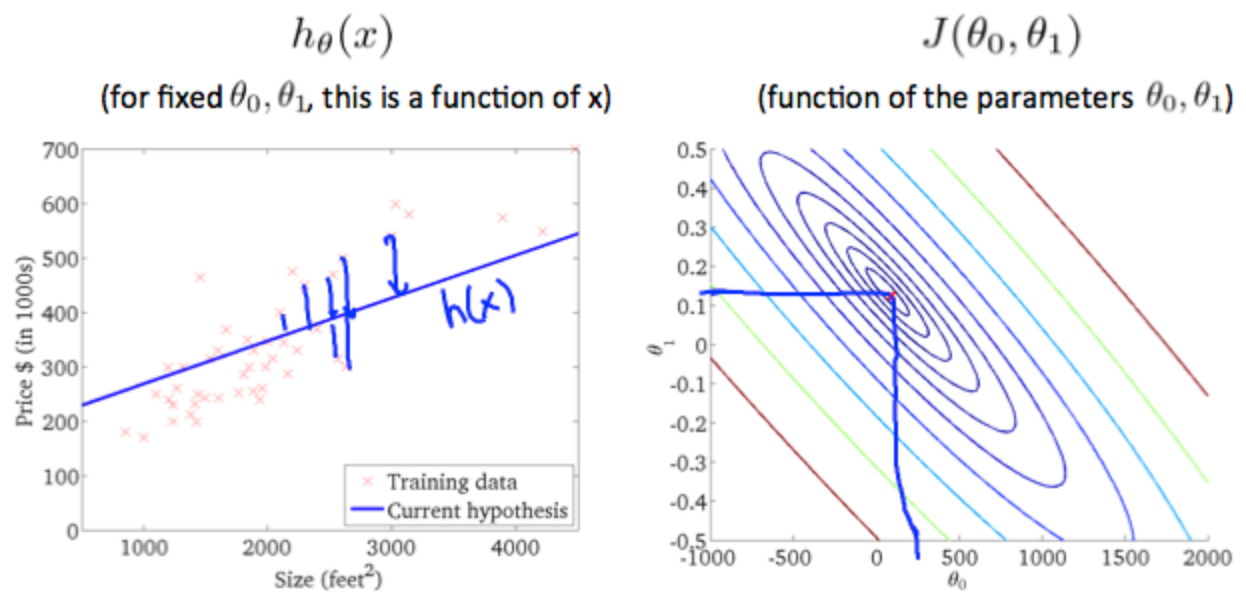 hθ(x)
(for fixed θ0, θ1, this is a function of x)
700
600
500
400
300
200
100
0
Price $ (in 1000s)
h(x)
Training data
Current hypothesis
1000 2000 3000 4000
Size (feet²)
J(θ0, θ1)
(function of the parameters θ0, θ1)
0.5
0.4
0.3
0.2
0.1
0
-0.1
-0.2
-0.3
-0.4
-0.5
θ1
-1000 -500 0 500 1000 1500 2000
θ0